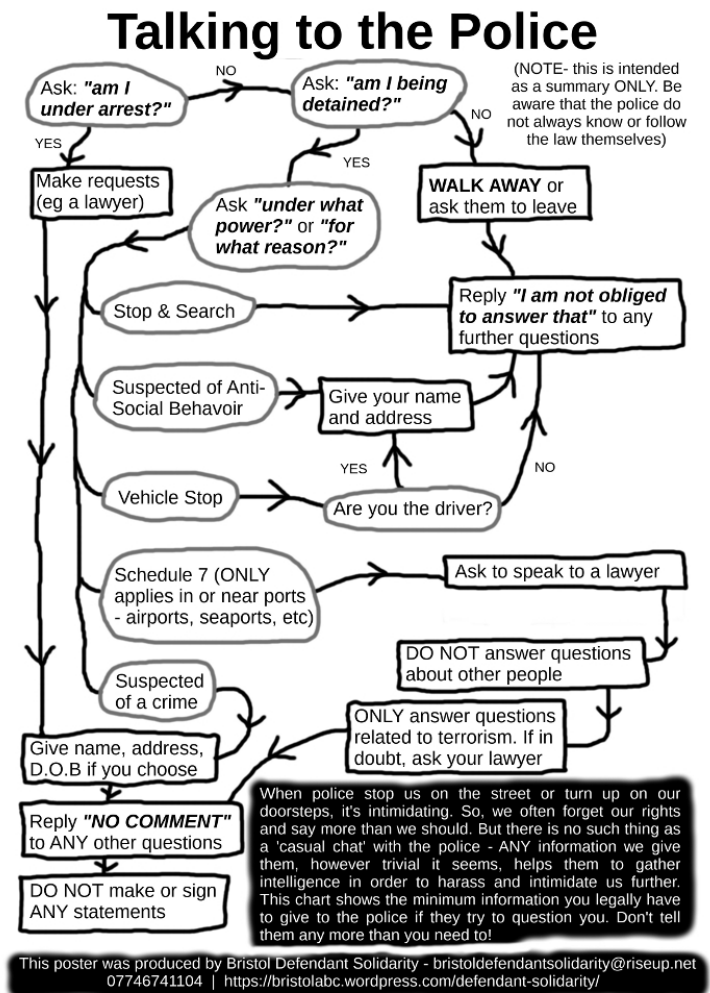 Talking to the Police
Ask: "am I
under arrest?"
NO
Ask: "am I being
detained?"
(NOTE- this is intended
as a summary ONLY. Be
aware that the police do
not always know or follow
the law themselves)
YES
NO
YES
Make requests
(eg a lawyer)
Ask "under what
power?" or "for
what reason?"
WALK AWAY or
ask them to leave
Stop & Search
Reply "I am not obliged
to answer that" to any
further questions
Suspected of Anti-
Social Behavoir
Give your name
and address
YES
NO
Vehicle Stop
Are you the driver?
Schedule 7 (ONLY
applies in or near ports
- airports, seaports, etc)
Ask to speak to a lawyer
DO NOT answer questions
about other people
Suspected
of a crime
ONLY answer questions
related to terrorism. If in
doubt, ask your lawyer
Give name, address,
D.O.B if you choose
Reply "NO COMMENT"
to ANY other questions
DO NOT make or sign
ANY statements
When police stop us on the street or turn up on our
doorsteps, it's intimidating. So, we often forget our rights
and say more than we should. But there is no such thing as
a 'casual chat' with the police - ANY information we give
them, however trivial it seems, helps them to gather
intelligence in order to harass and intimidate us further.
This chart shows the minimum information you legally have
to give to the police if they try to question you. Don't tell
them any more than you need to!
This poster was produced by Bristol Defendant Solidarity - bristoldefendantsolidarity@riseup.net
07746741104 | https://bristolabc.wordpress.com/defendant-solidarity/